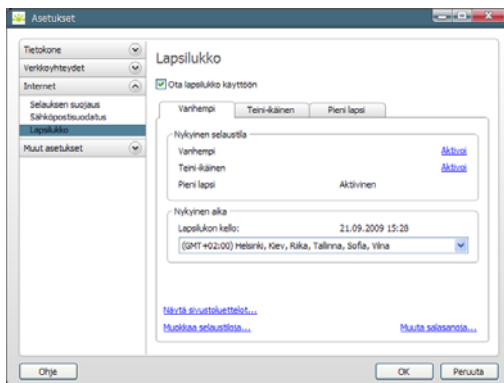 Asetukset
Tietokone
Verkkoyhteydet
Internet
Selauksen suojaus
Sähköpostisuodatus
Lapsilukko
Muut asetukset
Lapsilukko
Ota lapsilukko käyttöön
Vanhempi Teini-ikäinen Pieni lapsi
Nykyinen selaustila
Vanhempi Aktivoi
Teini-ikäinen Aktivoi
Pieni lapsi Aktiivinen
Nykyinen aika
Lapsilukon kello: 21.09.2009 15:28
(GMT+02:00) Helsinki, Kiev, Riika, Tallinna, Sofia, Vilna
Näytä sivustoluettelot...
Muokkaa selaustiloja... Muuta salasanoja...
Ohje OK Peruuta